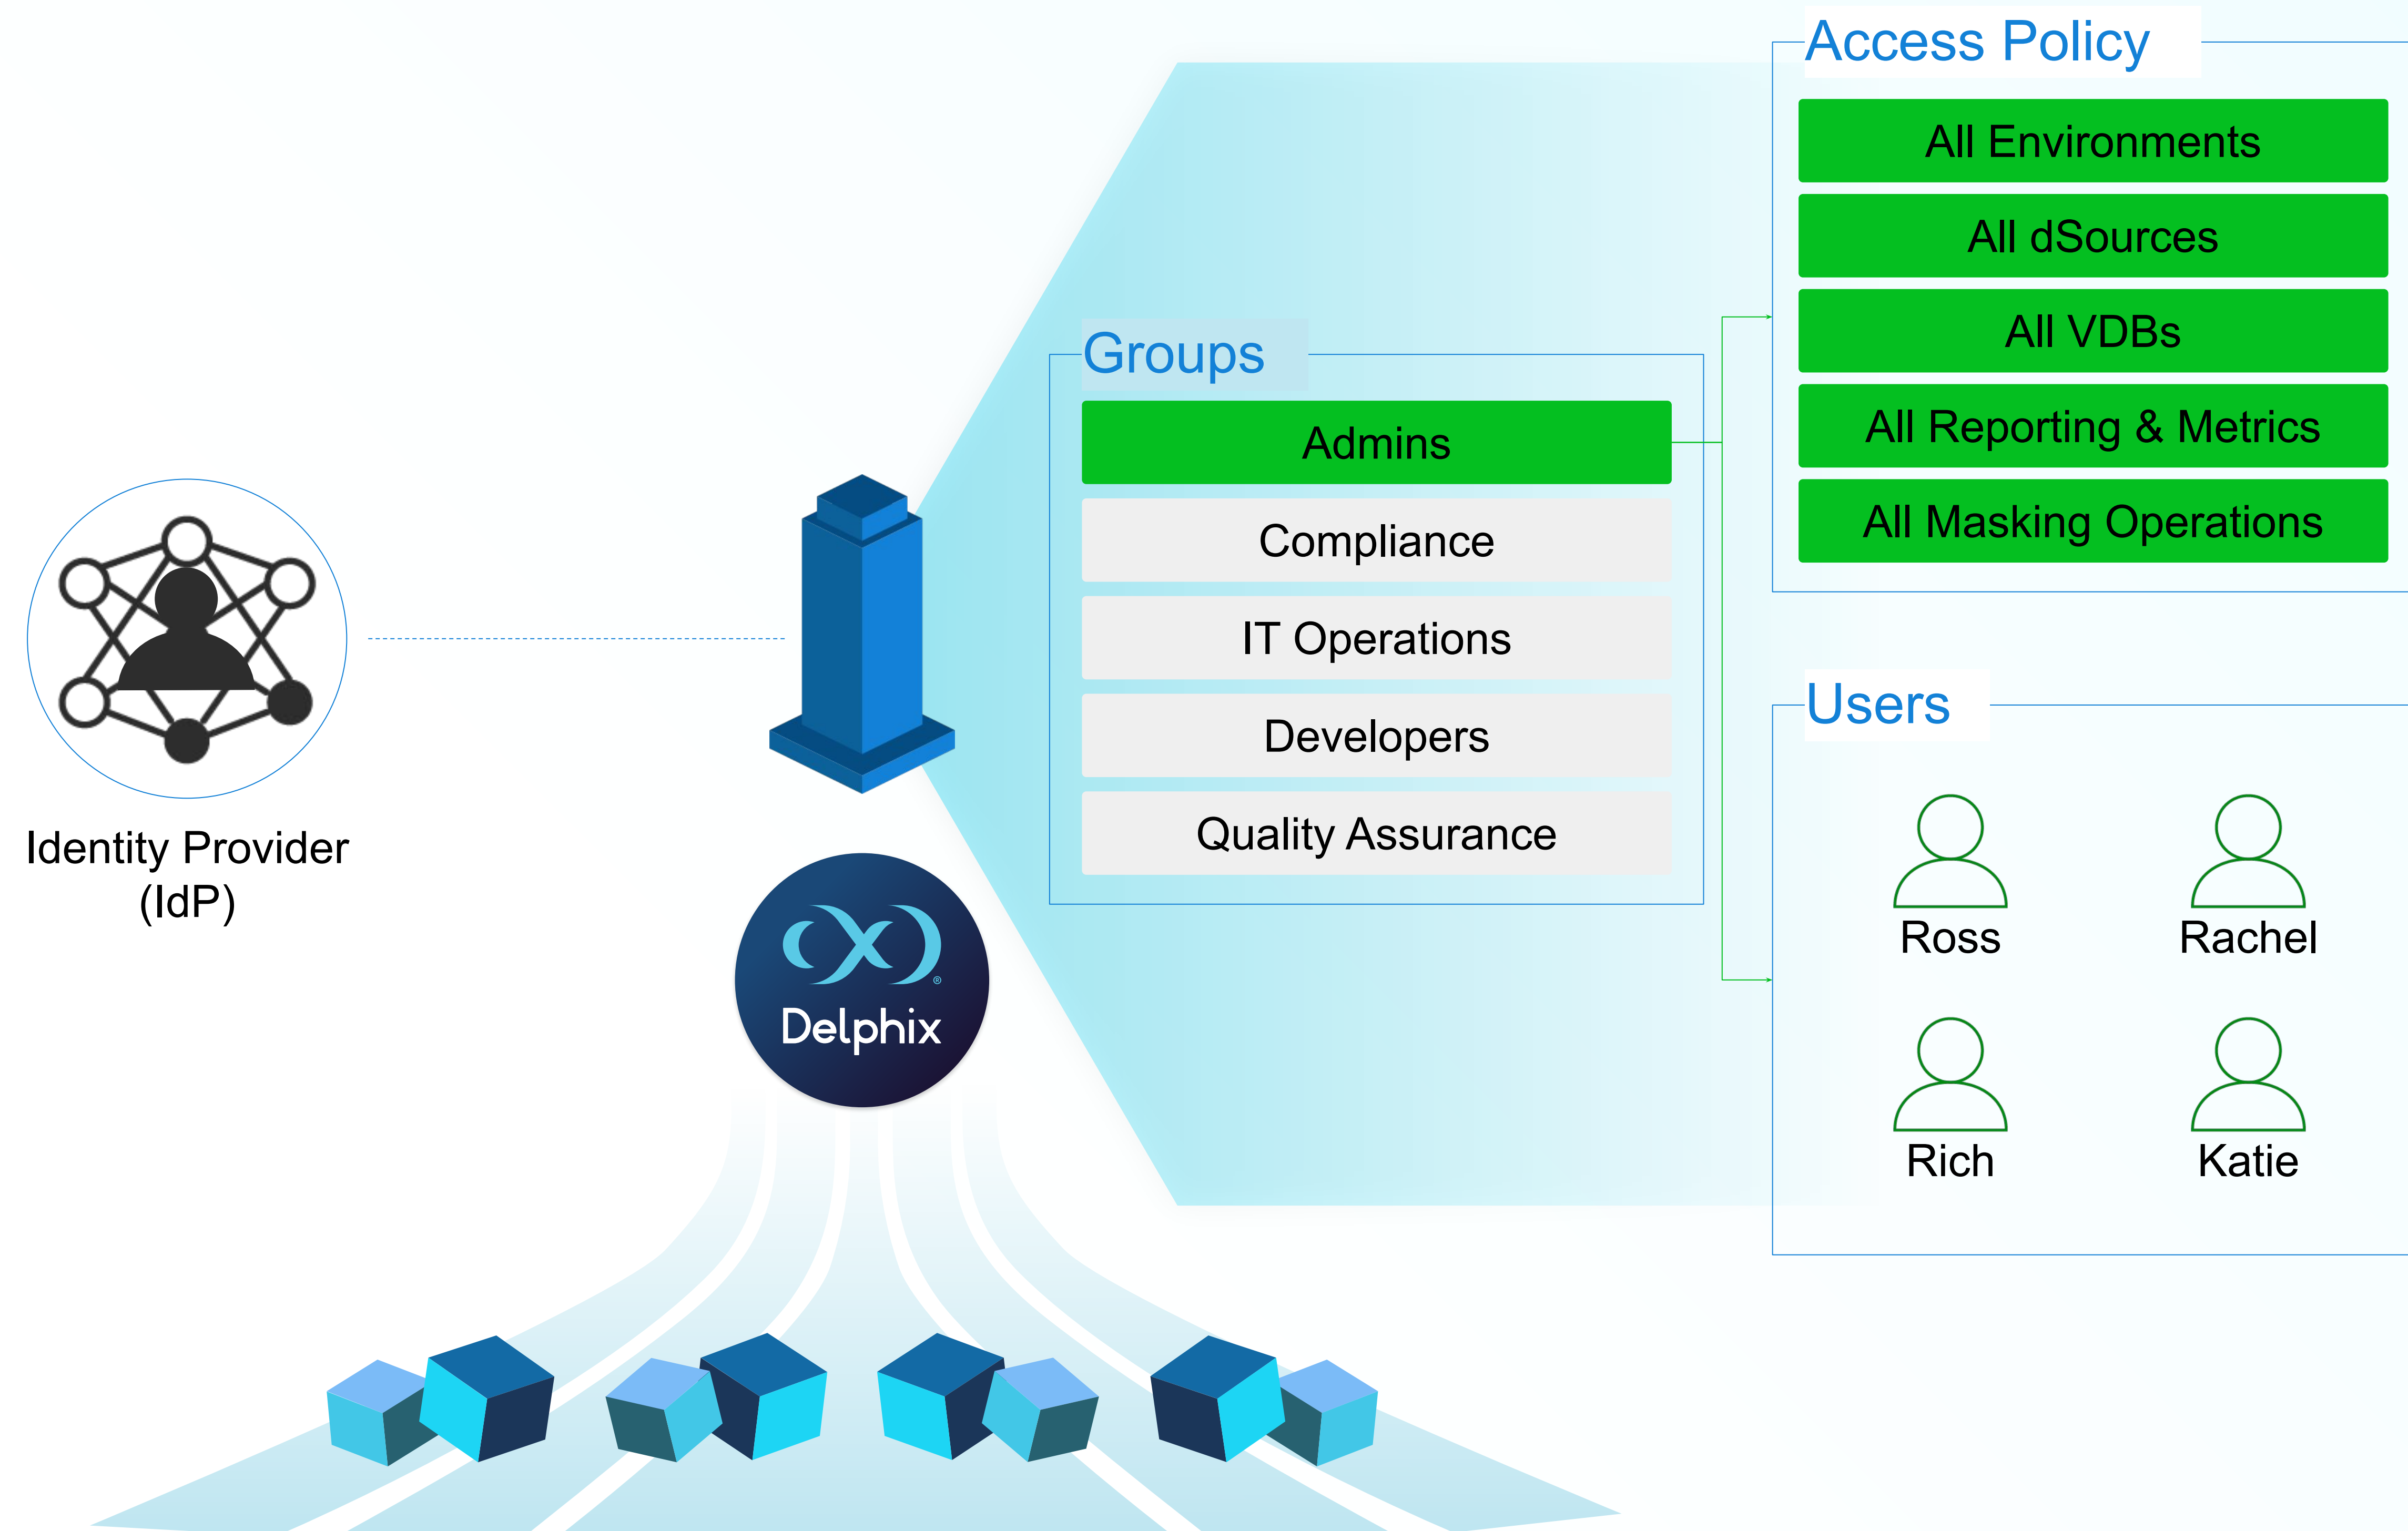 Access Policy
All Environments
All dSources
All VDBs
All Reporting & Metrics
All Masking Operations
Groups
Admins
Compliance
IT Operations
Developers
Quality Assurance
Identity Provider
(IdP)
Delphix
®
Users
Ross
Rachel
Rich
Katie